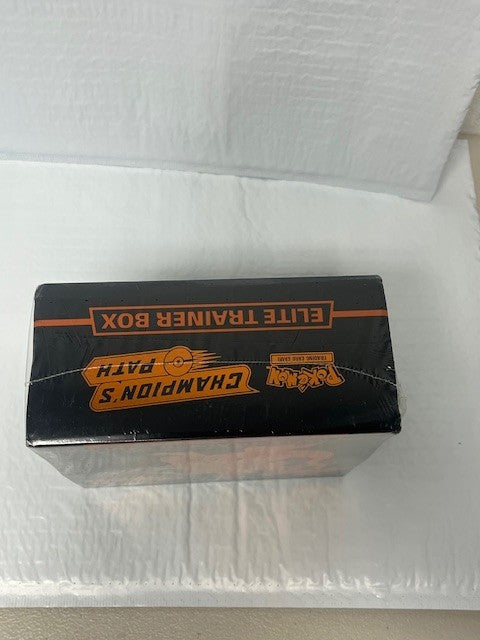 POKéMON
TRADING CARD GAME
CHAMPION'S
PATH
ELITE TRAINER BOX